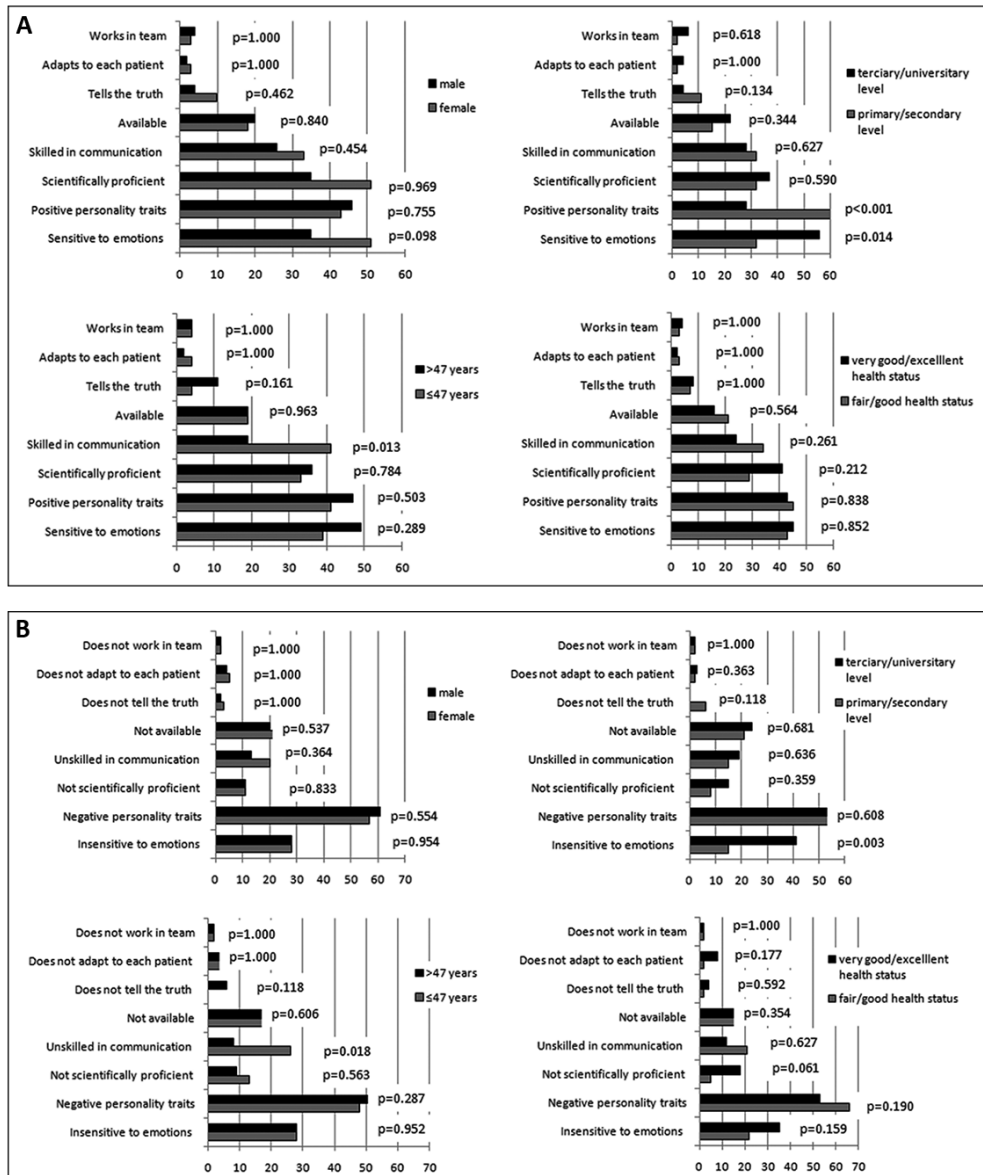 A
Works in team
p=1.000
Adapts to each patient
p=1.000
Tells the truth
p=0.462
Available
p=0.840
Skilled in communication
p=0.454
Scientifically proficient
p=0.969
Positive personality traits
p=0.755
Sensitive to emotions
p=0.098
0 10 20 30 40 50 60
male
female
Works in team
p=0.618
Adapts to each patient
p=1.000
Tells the truth
p=0.134
Available
p=0.344
Skilled in communication
p=0.627
Scientifically proficient
p=0.590
Positive personality traits
p<0.001
Sensitive to emotions
p=0.014
0 10 20 30 40 50 60
terciary/universitary
level
primary/secondary
level
Works in team
p=1.000
Adapts to each patient
p=1.000
Tells the truth
p=0.161
Available
p=0.963
Skilled in communication
p=0.013
Scientifically proficient
p=0.784
Positive personality traits
p=0.503
Sensitive to emotions
p=0.289
0 10 20 30 40 50 60
>47 years
≤47 years
Works in team
p=1.000
Adapts to each patient
p=1.000
Tells the truth
p=1.000
Available
p=0.564
Skilled in communication
p=0.261
Scientifically proficient
p=0.212
Positive personality traits
p=0.838
Sensitive to emotions
p=0.852
0 10 20 30 40 50 60
very good/excelllent
health status
fair/good health status
B
Does not work in team
p=1.000
Does not adapt to each patient
p=1.000
Does not tell the truth
p=1.000
Not available
p=0.537
Unskilled in communication
p=0.364
Not scientifically proficient
p=0.833
Negative personality traits
p=0.554
Insensitive to emotions
p=0.954
0 10 20 30 40 50 60 70
male
female
Does not work in team
p=1.000
Does not adapt to each patient
p=0.363
Does not tell the truth
p=0.118
Not available
p=0.681
Unskilled in communication
p=0.636
Not scientifically proficient
p=0.359
Negative personality traits
p=0.608
Insensitive to emotions
p=0.003
0 10 20 30 40 50 60
terciary/universitary
level
primary/secondary
level
Does not work in team
p=1.000
Does not adapt to each patient
p=1.000
Does not tell the truth
p=0.118
Not available
p=0.606
Unskilled in communication
p=0.018
Not scientifically proficient
p=0.563
Negative personality traits
p=0.287
Insensitive to emotions
p=0.952
0 10 20 30 40 50 60 70
>47 years
≤47 years
Does not work in team
p=1.000
Does not adapt to each patient
p=0.177
Does not tell the truth
p=0.592
Not available
p=0.354
Unskilled in communication
p=0.627
Not scientifically proficient
p=0.061
Negative personality traits
p=0.190
Insensitive to emotions
p=0.159
0 10 20 30 40 50 60 70
very good/excelllent
health status
fair/good health status